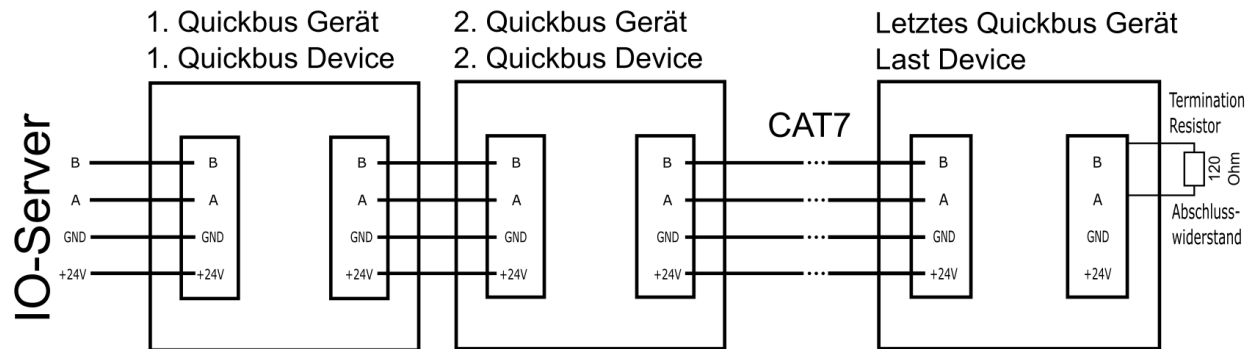 1. Quickbus Gerät
1. Quickbus Device
2. Quickbus Gerät
2. Quickbus Device
Letztes Quickbus Gerät
Last Device
IO-Server
CAT7
Termination
Resistor
B B B B B B B
A A A A A A A
GND GND GND GND GND GND GND
+24V +24V +24V +24V +24V +24V +24V
120
Ohm
Abschluss-
widerstand